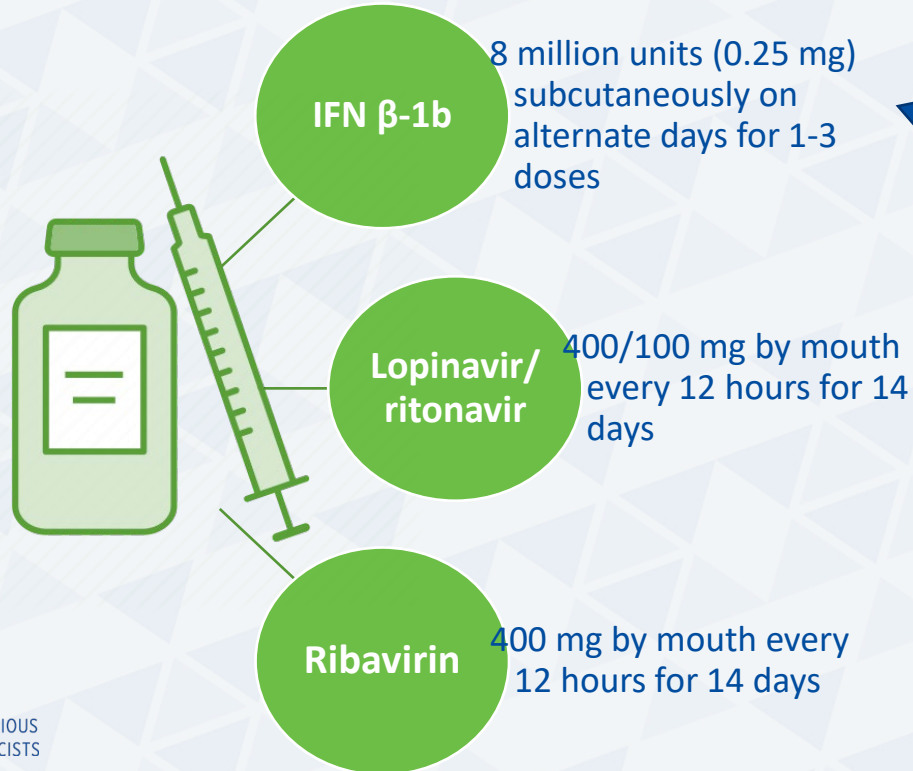 IFN β-1b
8 million units (0.25 mg)
subcutaneously on
alternate days for 1-3
doses
Lopinavir/
ritonavir
400/100 mg by mouth
every 12 hours for 14
days
Ribavirin
400 mg by mouth every
12 hours for 14 days
IOUS
CISTS